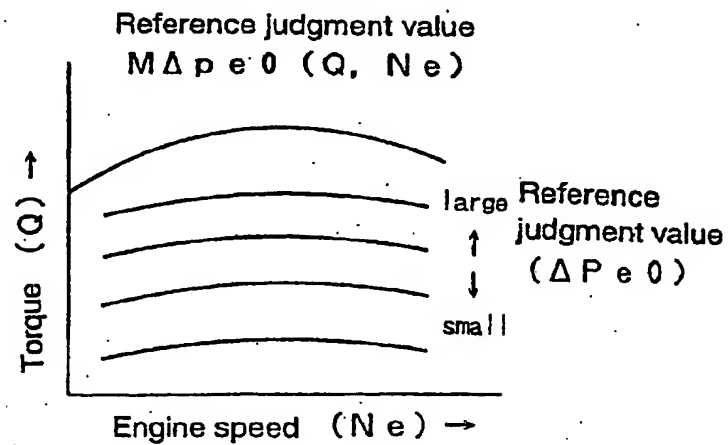 Reference judgment value
MΔpe0 (Q, Ne)
Torque (Q) →
large
↑
↓
small
Reference
judgment value
(ΔPe0)
Engine speed (Ne) →